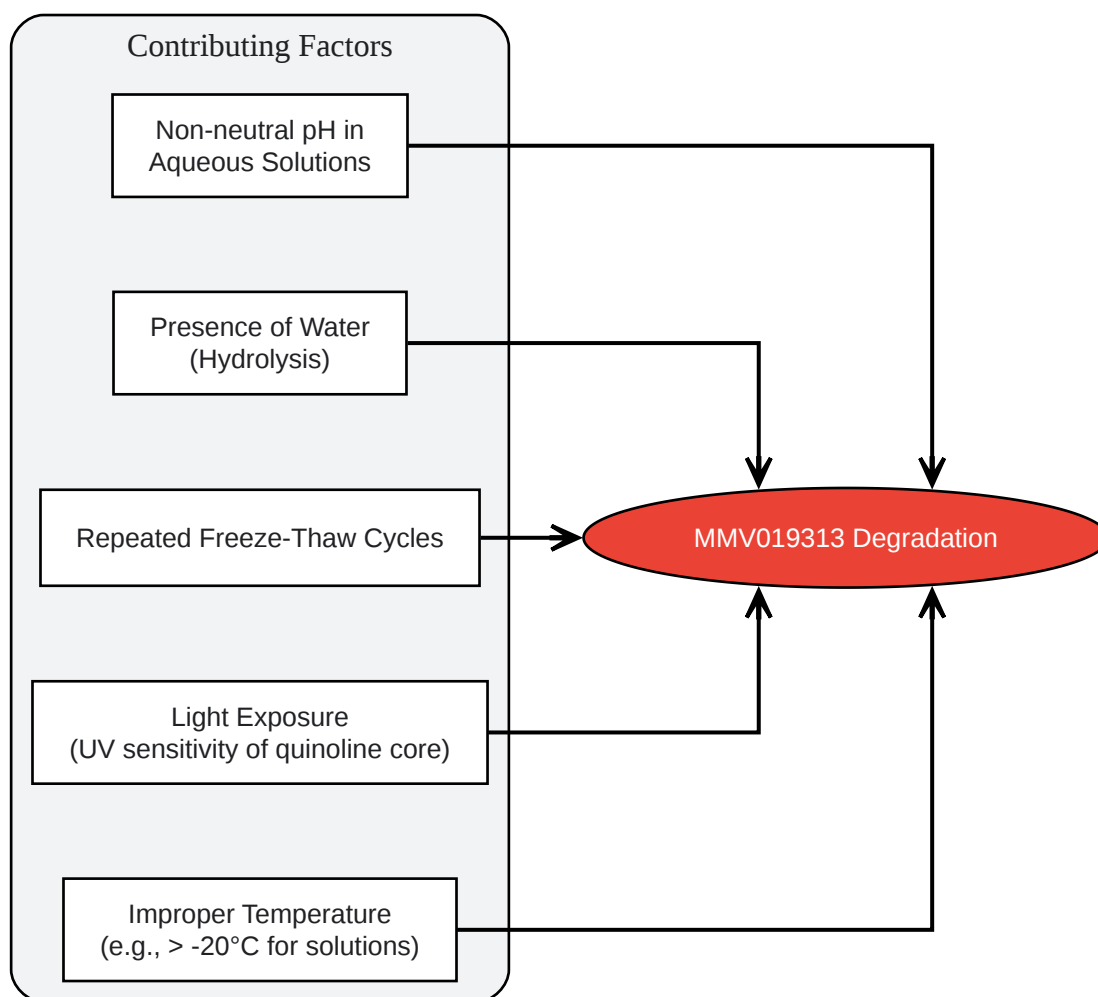 Contributing Factors
Non-neutral pH in
Aqueous Solutions
Presence of Water
(Hydrolysis)
Repeated Freeze-Thaw Cycles
MMV019313 Degradation
Light Exposure
(UV sensitivity of quinoline core)
Improper Temperature
(e.g., > -20°C for solutions)